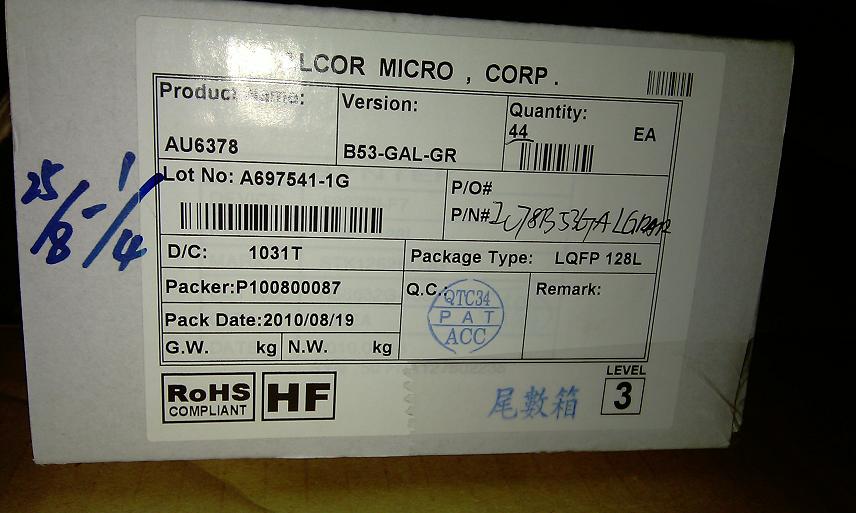 LCOR MICRO , CORP.
Product Name:
AU6378
Version:
B53-GAL-GR
Quantity:
44
EA
Lot No: A697541-1G
P/O#
P/N#
D/C: 1031T
Package Type: LQFP 128L
Packer:P100800087
Pack Date:2010/08/19
G.W. kg N.W. kg
Q.C.:
QTC34
PAT
ACC
Remark:
RoHS
COMPLIANT
HF
尾數箱
LEVEL
3
25/8 - 1/4